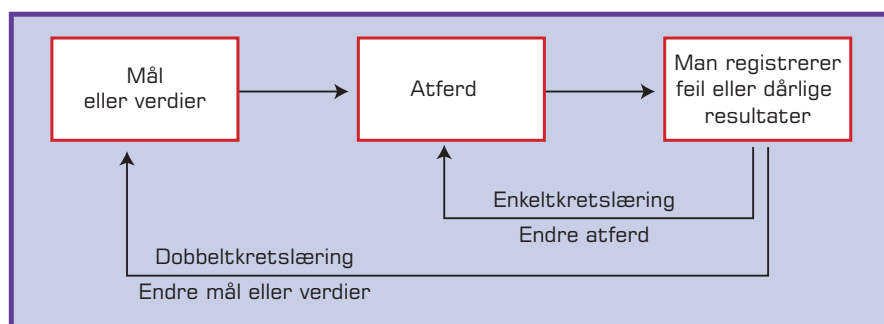 Mål
eller verdier
Atferd
Man registrerer
feil eller dårlige
resultater
Enkeltkretslæring
Endre atferd
Dobbeltkretslæring
Endre mål eller verdier